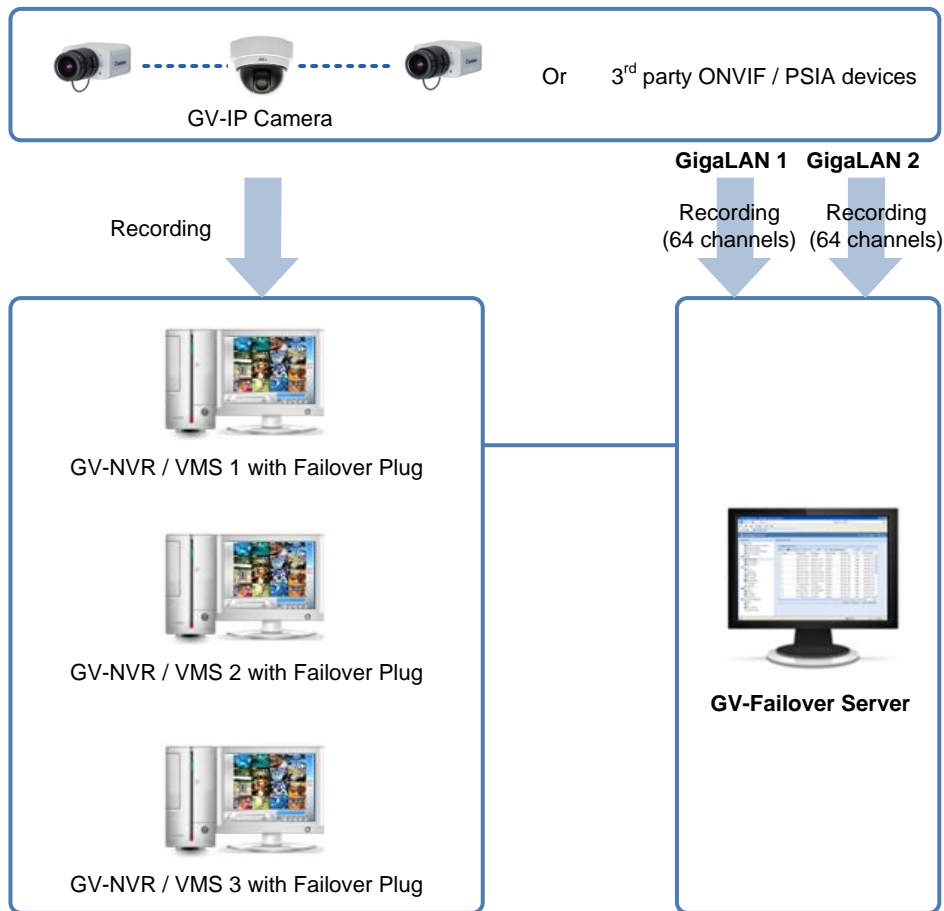 Or 3rd party ONVIF / PSIA devices
GV-IP Camera
GigaLAN 1 GigaLAN 2
Recording
Recording
(64 channels)
Recording
(64 channels)
GV-NVR / VMS 1 with Failover Plug
GV-NVR / VMS 2 with Failover Plug
GV-NVR / VMS 3 with Failover Plug
GV-Failover Server